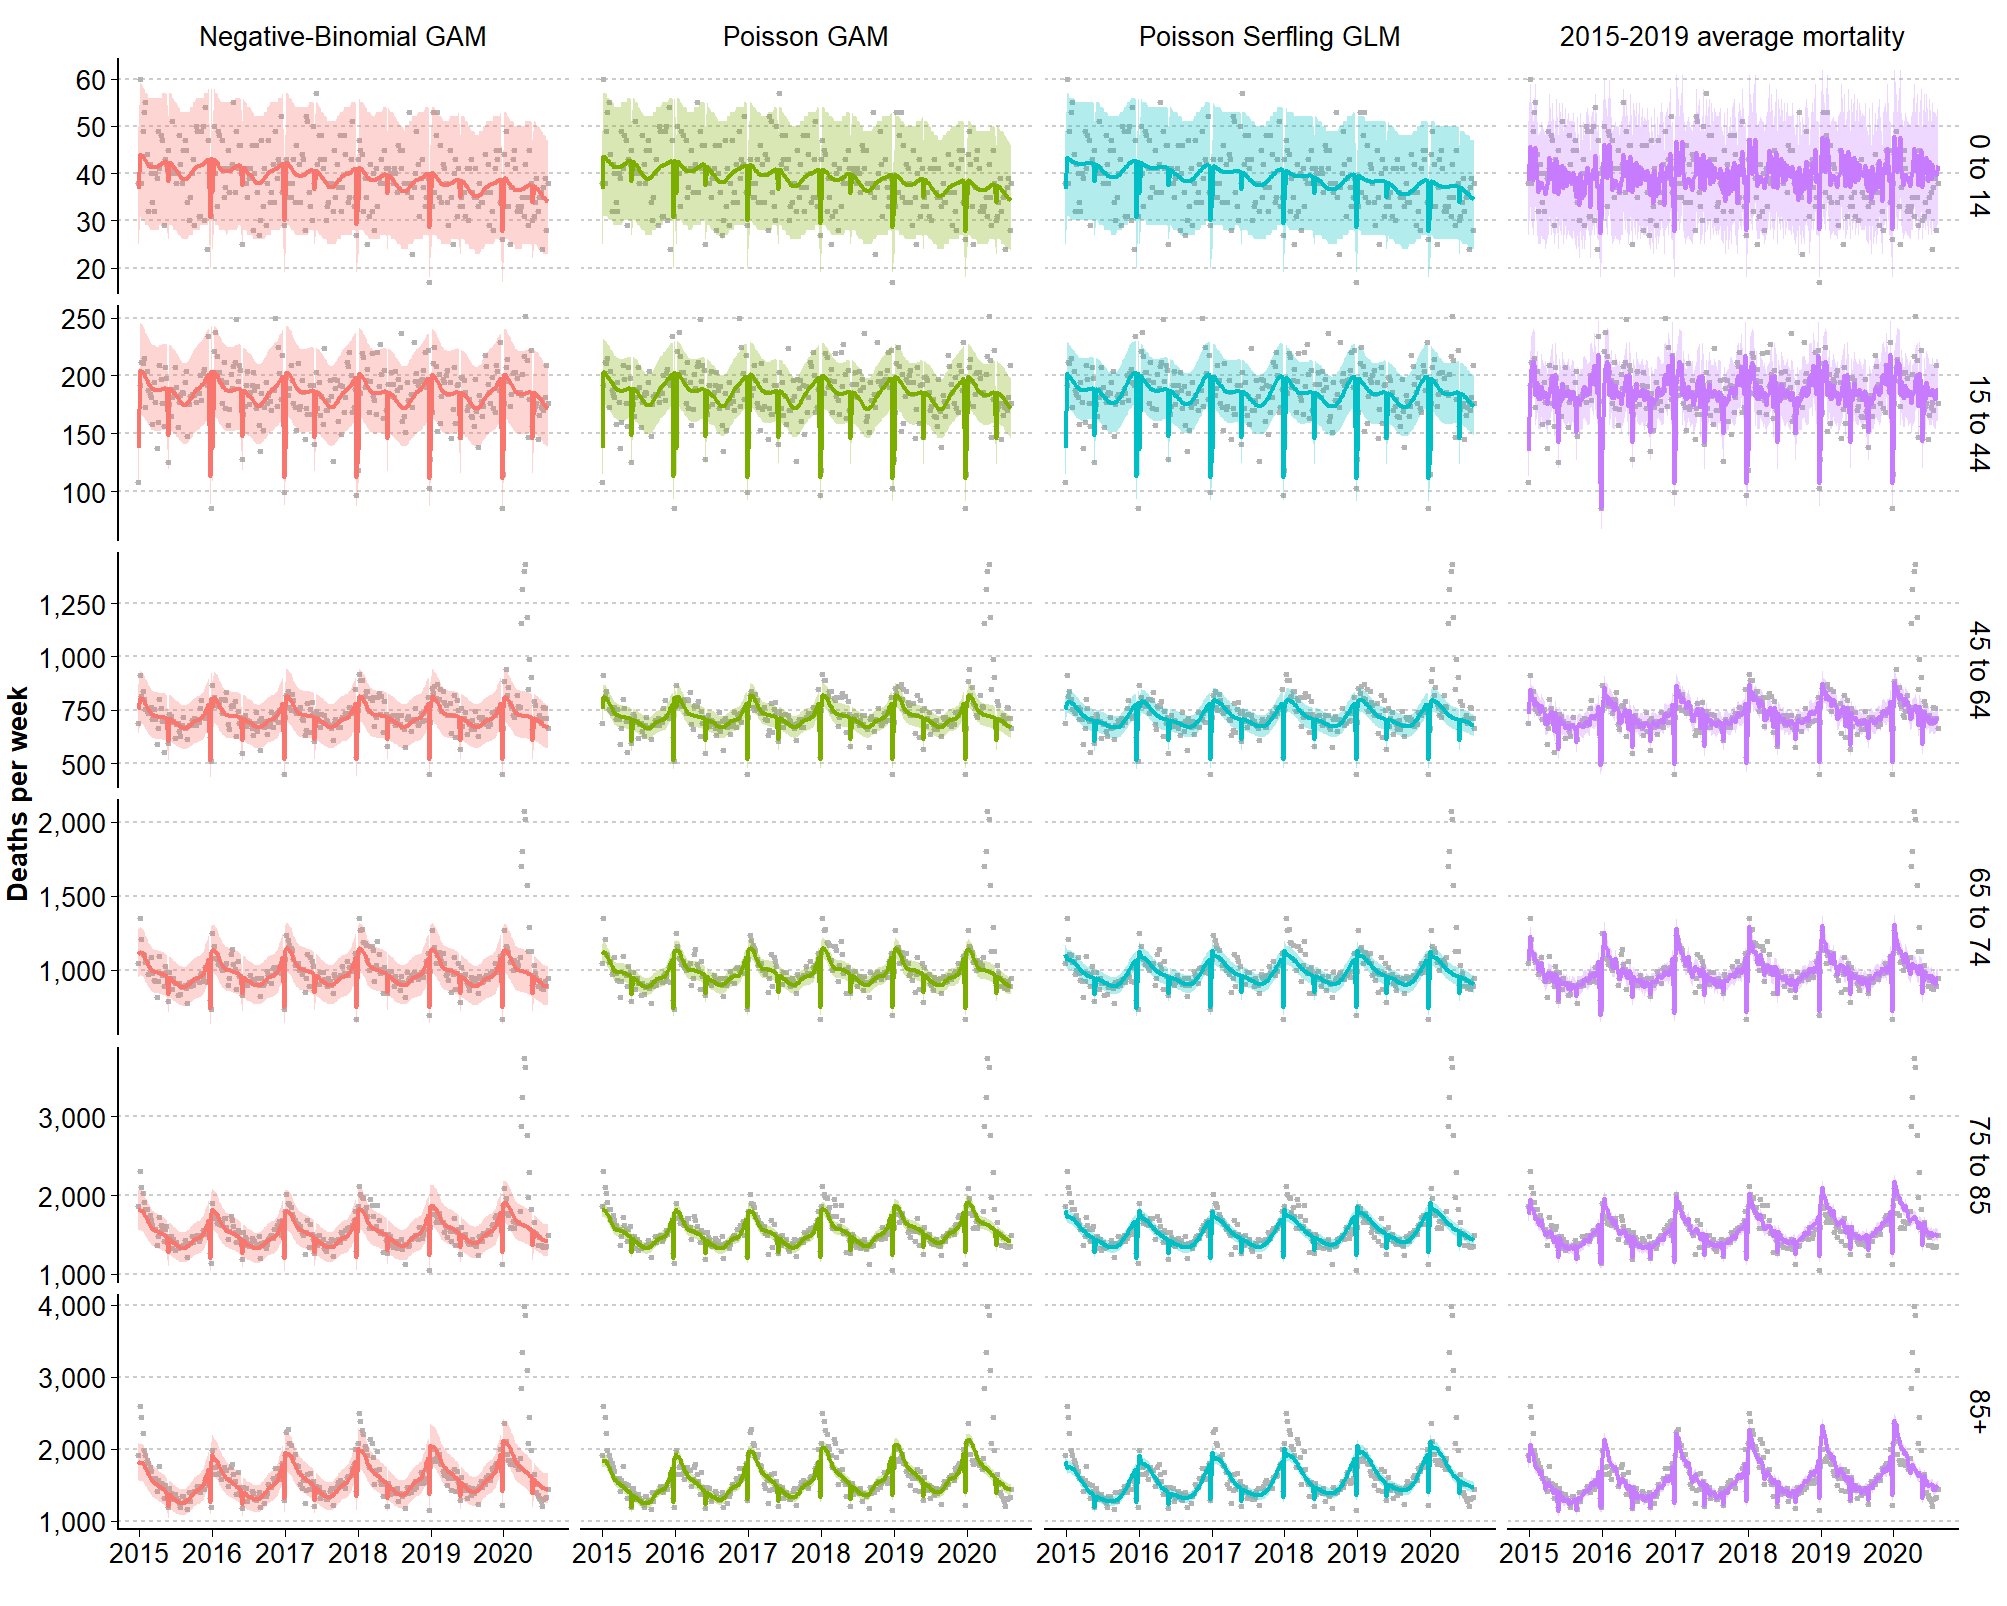 Negative-Binomial GAM
Poisson GAM
Poisson Serfling GLM
2015-2019 average mortality
Deaths per week
60
50
40
30
20
0 to 14
250
200
150
100
15 to 44
1,250
1,000
750
500
45 to 64
2,000
1,500
1,000
65 to 74
3,000
2,000
1,000
75 to 85
4,000
3,000
2,000
1,000
85+
2015 2016 2017 2018 2019 2020
2015 2016 2017 2018 2019 2020
2015 2016 2017 2018 2019 2020
2015 2016 2017 2018 2019 2020